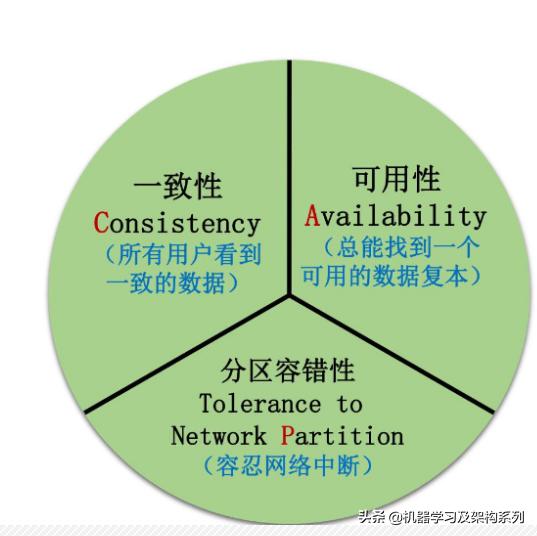 一致性
Consistency
（所有用户看到
一致的数据）
可用性
Availability
（总能找到一个
可用的数据复本）
分区容错性
Tolerance to
Network Partition
（容忍网络中断）
头条 @机器学习及架构系列